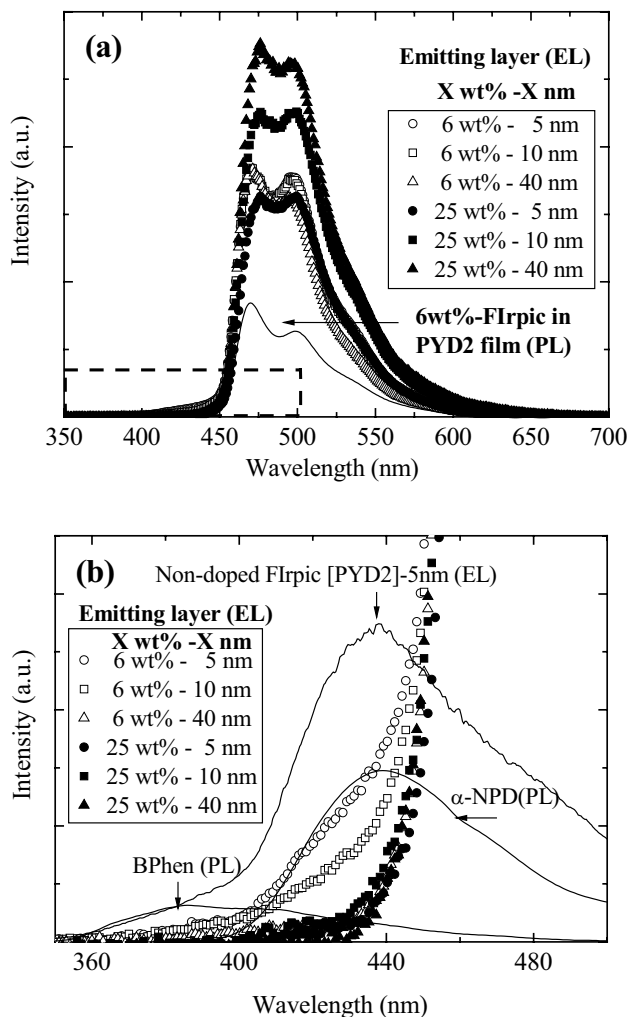 (a)
Emitting layer (EL)
X wt% -X nm
6 wt% - 5 nm
6 wt% - 10 nm
6 wt% - 40 nm
25 wt% - 5 nm
25 wt% - 10 nm
25 wt% - 40 nm
6wt%-FIrpic in
PYD2 film (PL)
Intensity (a.u.)
350 400 450 500 550 600 650 700
Wavelength (nm)
(b)
Non-doped FIrpic [PYD2]-5nm (EL)
Emitting layer (EL)
X wt% -X nm
6 wt% - 5 nm
6 wt% - 10 nm
6 wt% - 40 nm
25 wt% - 5 nm
25 wt% - 10 nm
25 wt% - 40 nm
α-NPD(PL)
BPhen (PL)
Intensity (a.u.)
360 400 440 480
Wavelength (nm)